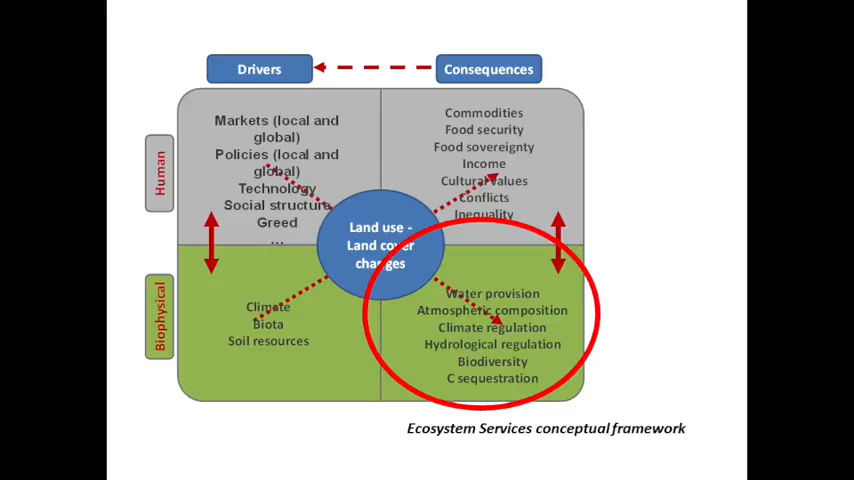 Drivers
Consequences
Human
Markets (local and
global)
Policies (local and
global)
Technology
Social structure
Greed
...
Commodities
Food security
Food sovereignty
Income
Cultural values
Conflicts
Inequality
Land use -
Land cover
changes
Biophysical
Climate
Biota
Soil resources
Water provision
Atmospheric composition
Climate regulation
Hydrological regulation
Biodiversity
C sequestration
Ecosystem Services conceptual framework